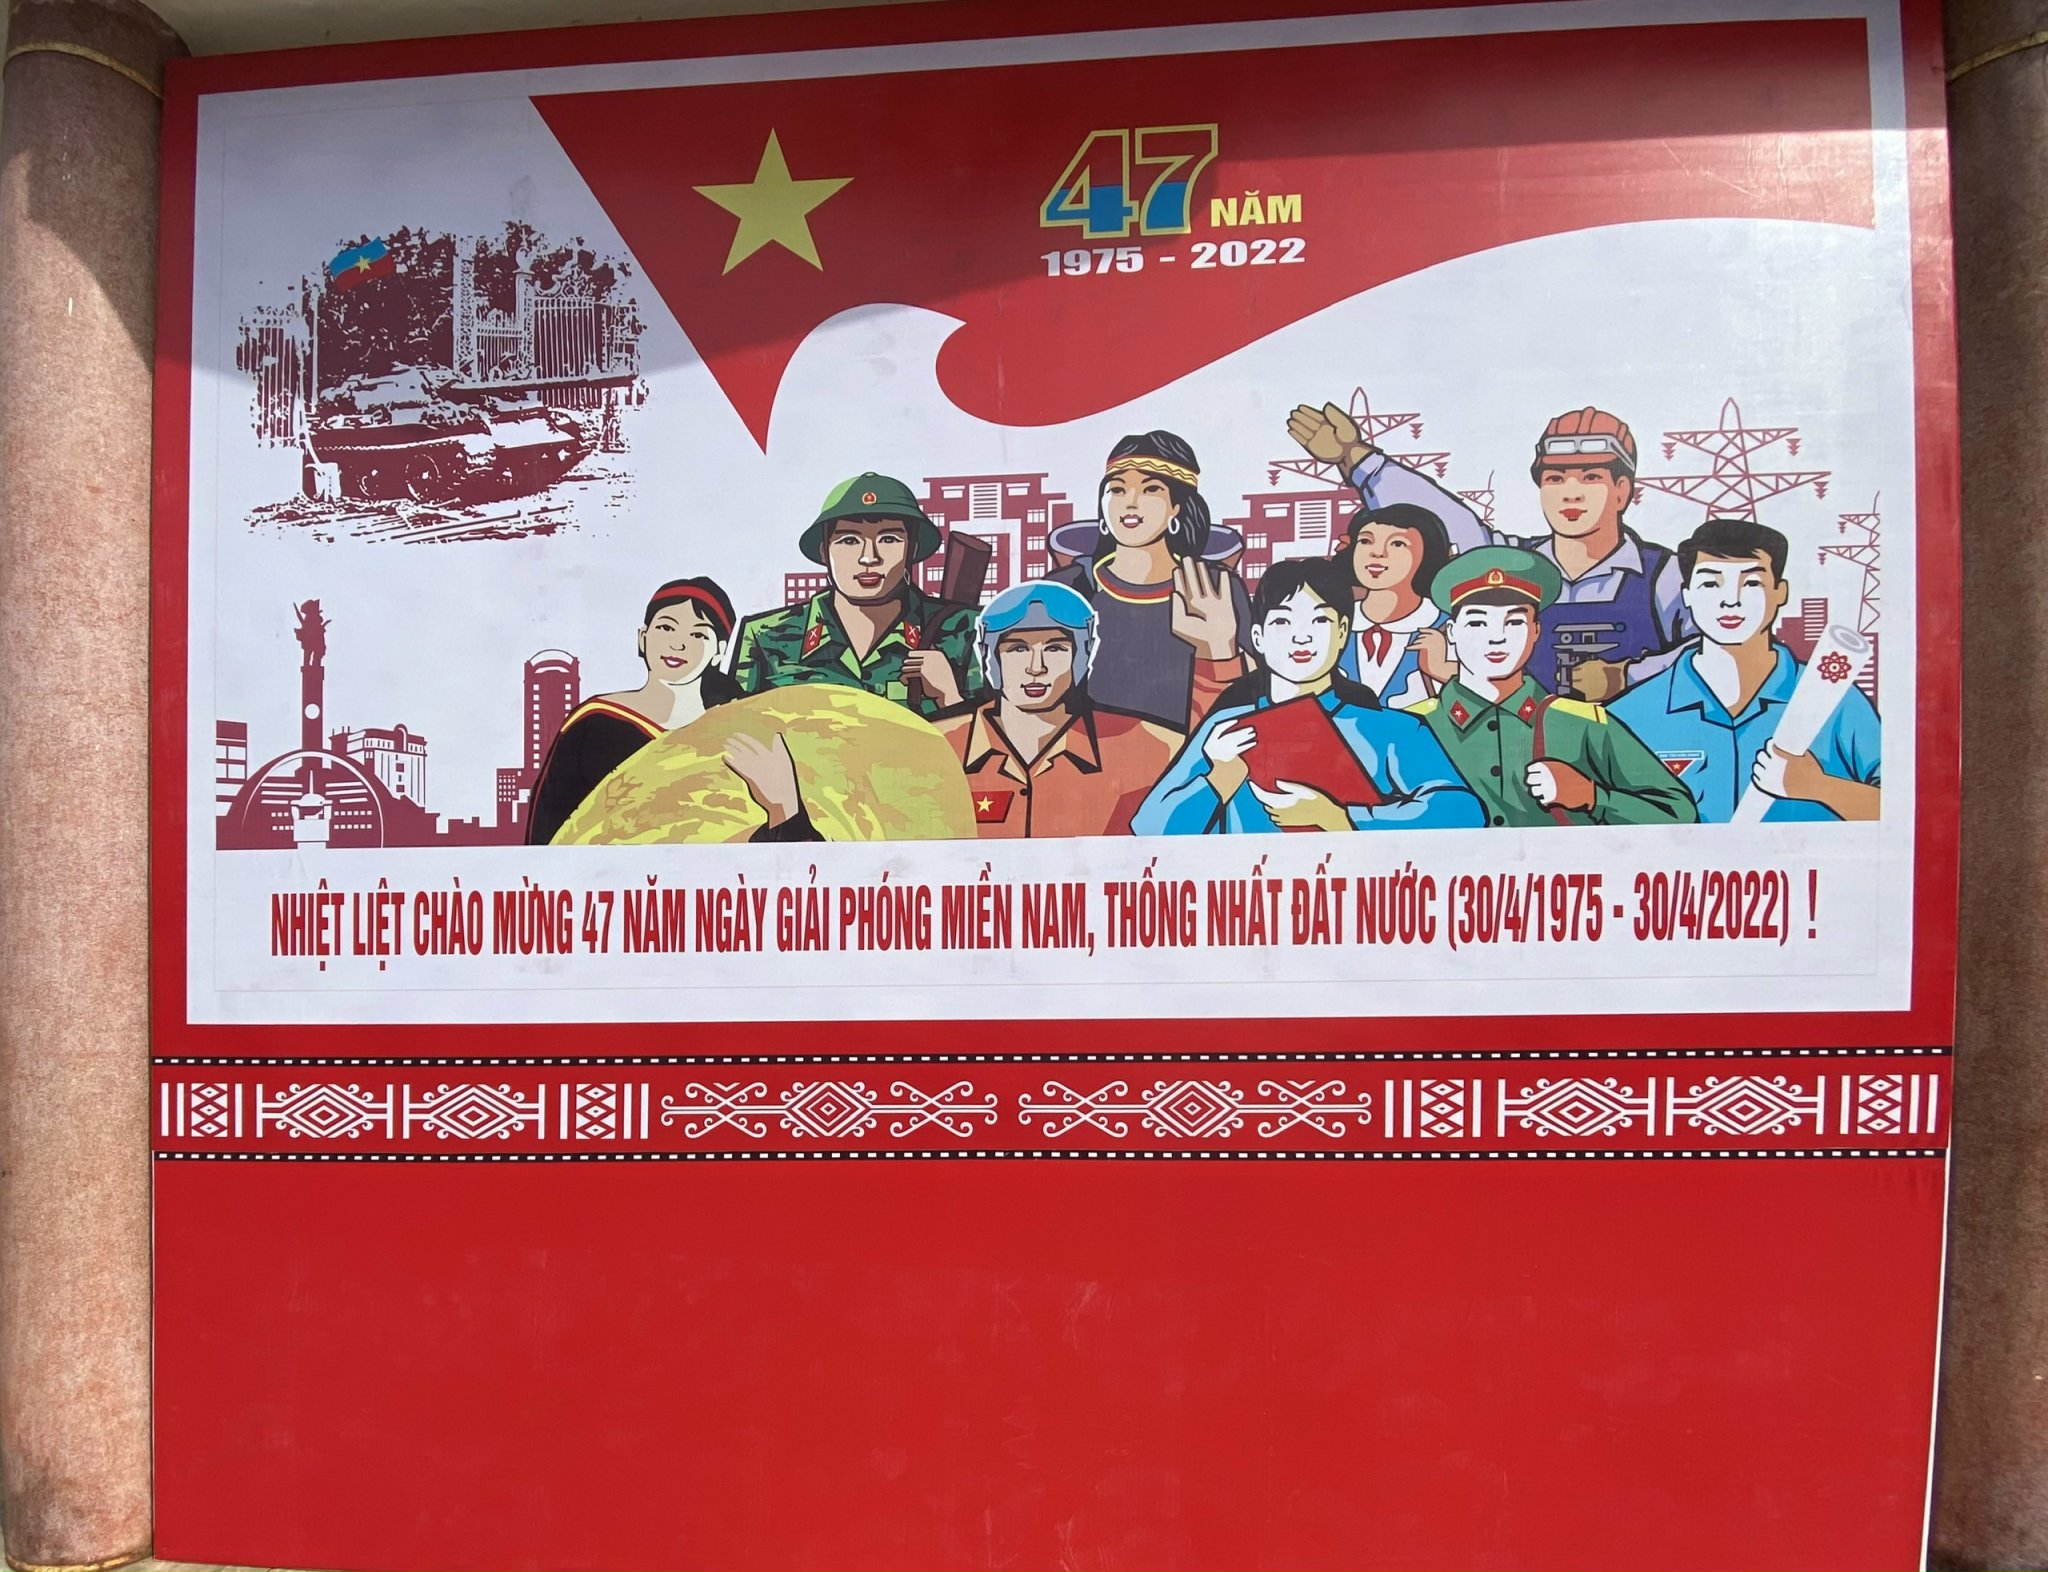 47 NĂM
1975 - 2022
NHIỆT LIỆT CHÀO MỪNG 47 NĂM NGÀY GIẢI PHÓNG MIỀN NAM, THỐNG NHẤT ĐẤT NƯỚC (30/4/1975 - 30/4/2022) !